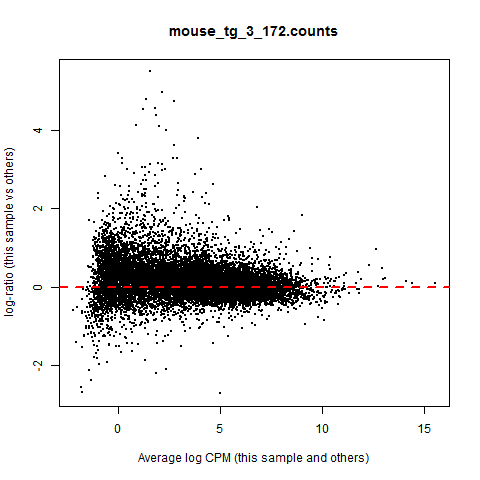 mouse_tg_3_172.counts
log-ratio (this sample vs others)
4
2
0
-2
0 5 10 15
Average log CPM (this sample and others)